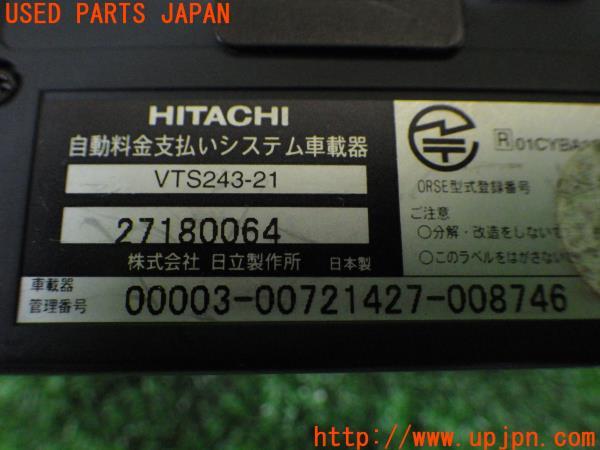 USED PARTS JAPAN
HITACHI
自動料金支払いシステム車載器
VTS243-21
27180064
株式会社 日立製作所 日本製
車載器
管理番号 00003-00721427-008746
R 01CYBA
ORSE型式登録番号
ご注意
○分解・改造をしないで
○このラベルをはがさない
UPJ
http://www.upjpn.com